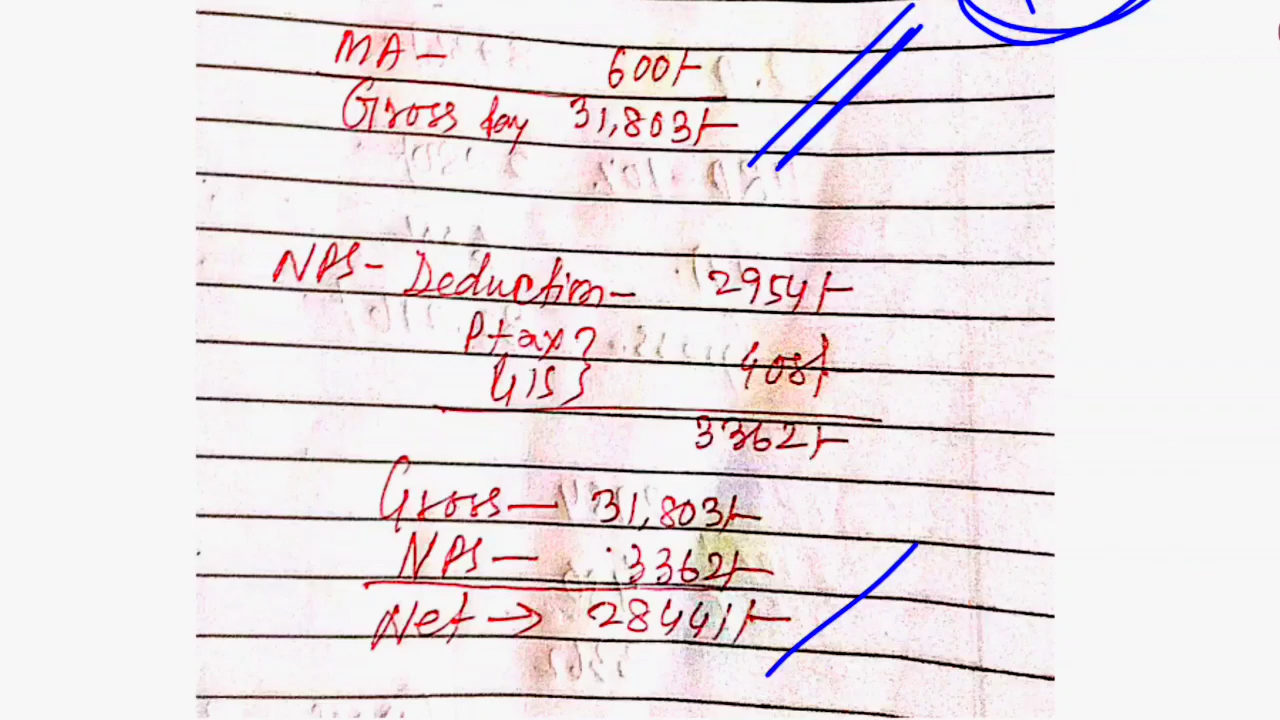 MA - 600/-
Gross Pay 31,803/-
NPS - Deduction - 2954/-
Ptax }
GIS } 408/-
3362/-
Gross - 31,803/-
NPS - 3362/-
Net → 28441/-